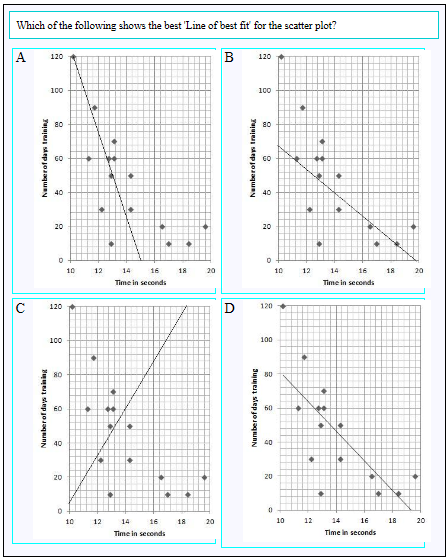 Which of the following shows the best 'Line of best fit' for the scatter plot?
A
120
100
80
60
40
20
0
Number of days training
10 12 14 16 18 20
Time in seconds
B
120
100
80
60
40
20
0
Number of days training
10 12 14 16 18 20
Time in seconds
C
120
100
80
60
40
20
0
Number of days training
10 12 14 16 18 20
Time in seconds
D
120
100
80
60
40
20
0
Number of days training
10 12 14 16 18 20
Time in seconds